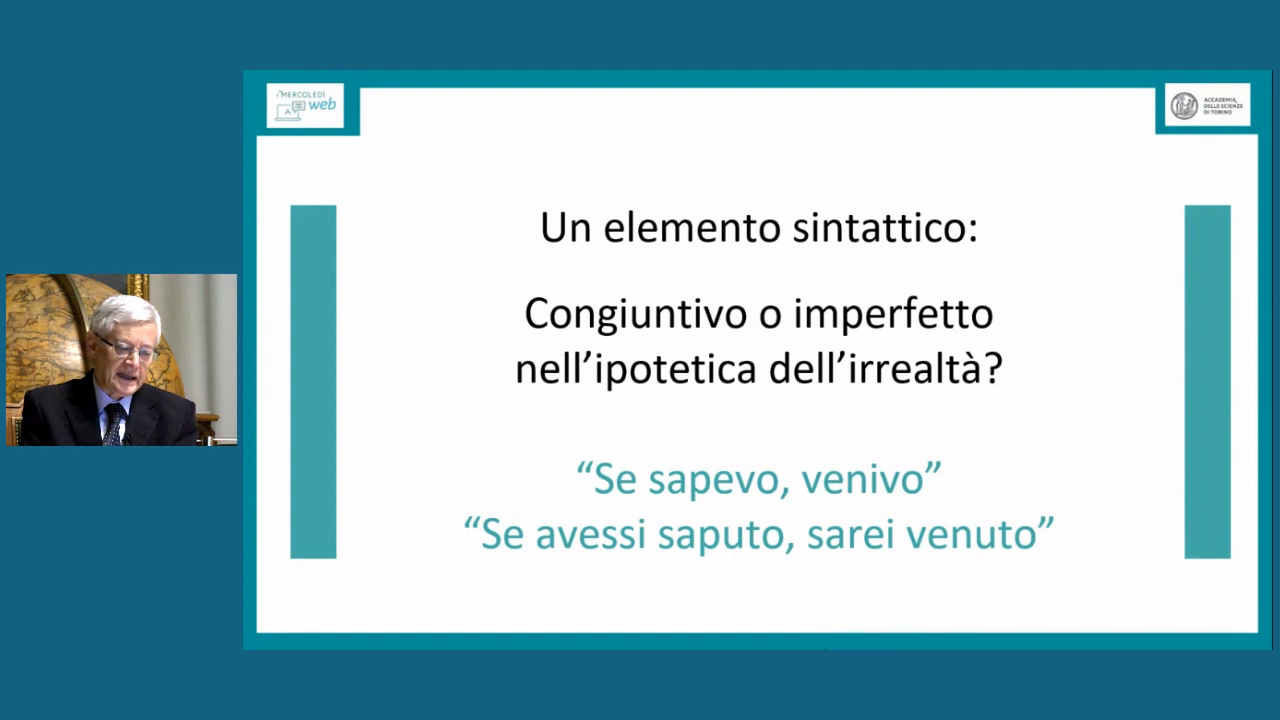 i MERCOLEDÌ
web
A
ACCADEMIA
DELLE SCIENZE
DI TORINO
Un elemento sintattico:
Congiuntivo o imperfetto
nell’ipotetica dell’irrealtà?
“Se sapevo, venivo”
“Se avessi saputo, sarei venuto”